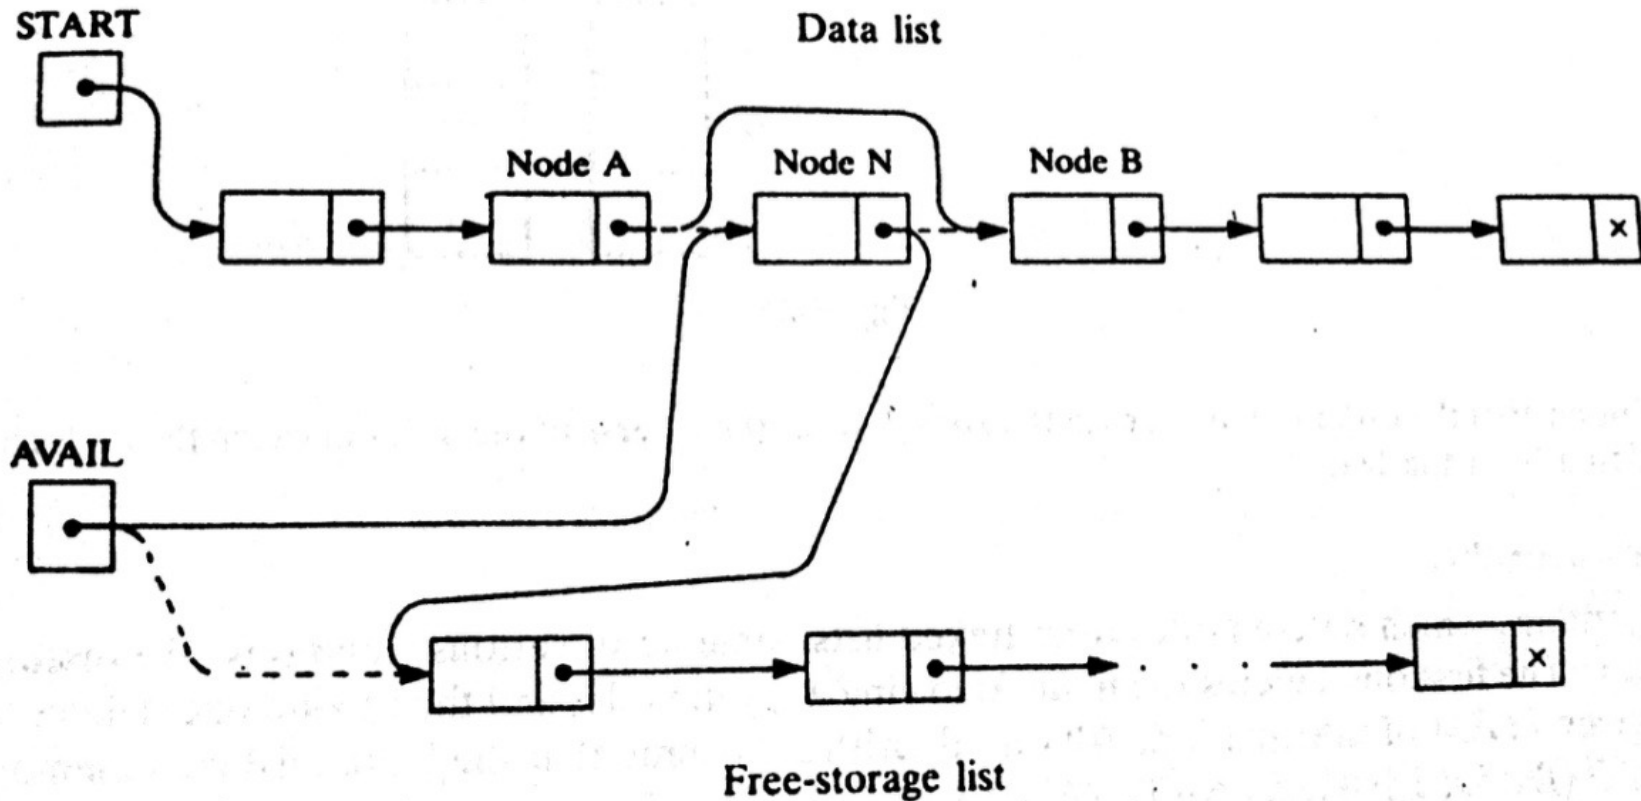 START
Data list
Node A
Node N
Node B
×
AVAIL
×
Free-storage list